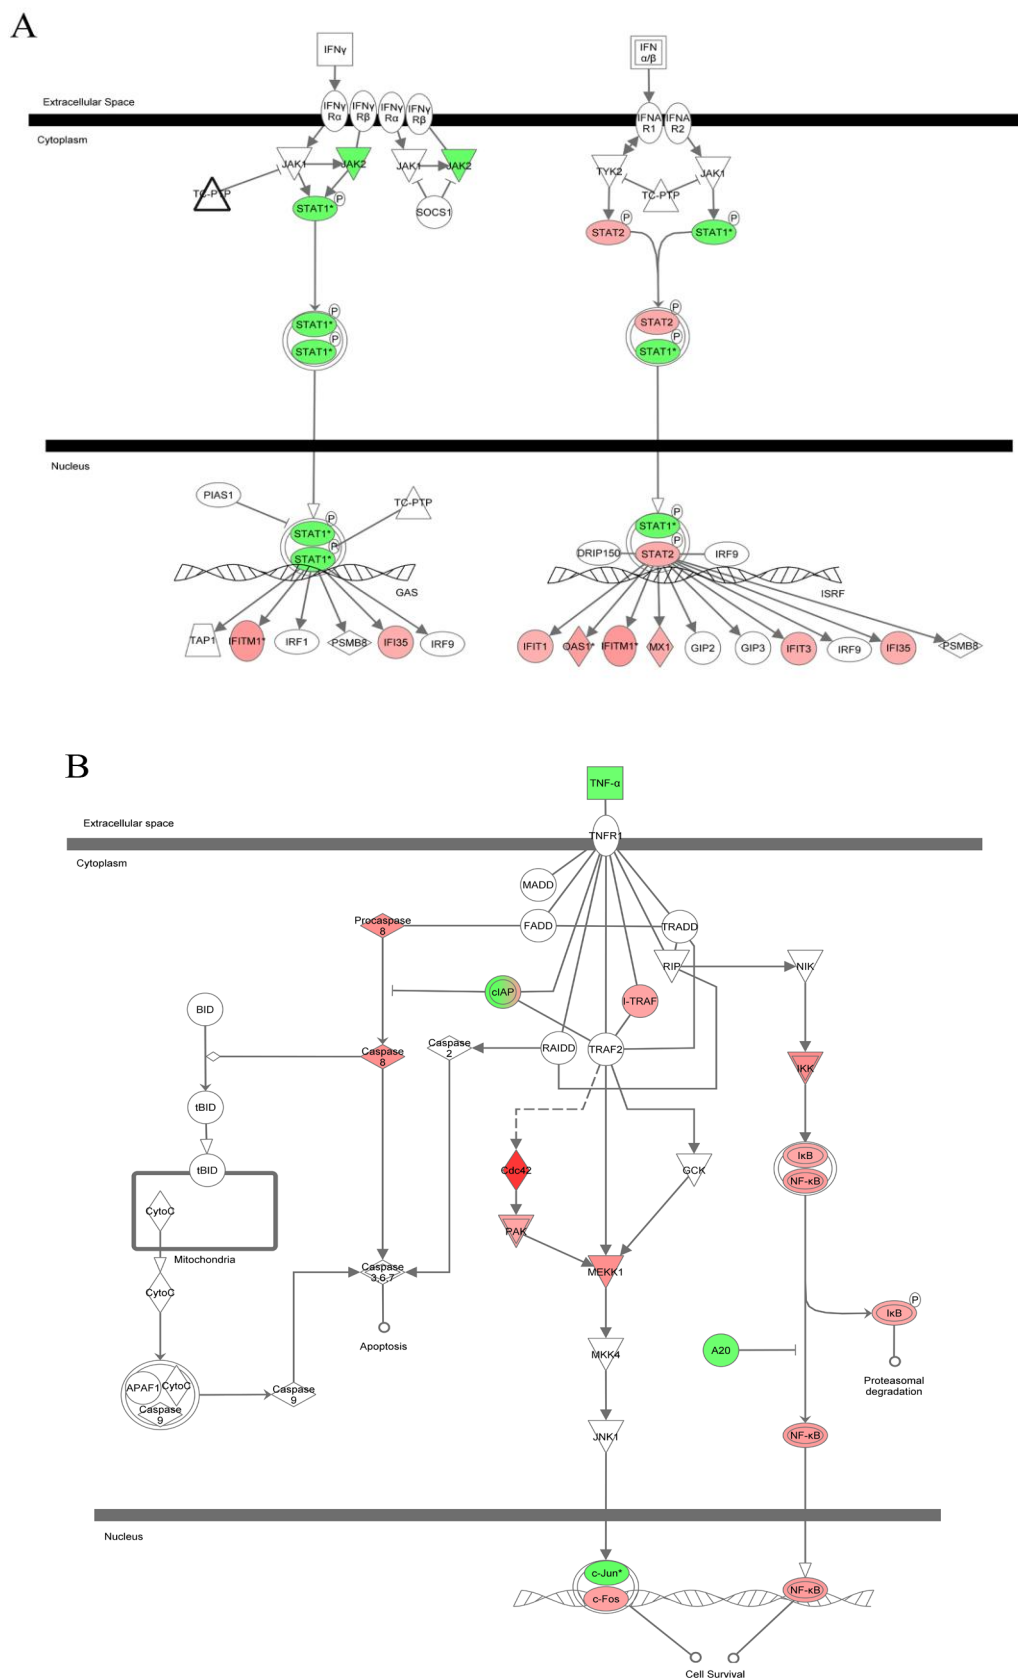 A
IFNγ
IFN
α/β
Extracellular Space
IFNγ
Rα
IFNγ
Rβ
IFNγ
Rα
IFNγ
Rβ
IFNA
R1
IFNA
R2
Cytoplasm
JAK1
JAK2
JAK1
JAK2
TYK2
JAK1
TC-PTP
TC-PTP
P
STAT1*
SOCS1
P
STAT2
P
STAT1*
P
STAT1*
P
STAT1*
P
STAT2
P
STAT1*
Nucleus
PIAS1
TC-PTP
P
STAT1*
P
STAT1*
P
STAT1*
P
DRIP150
STAT2
IRF9
GAS
ISRF
TAP1
IFITM1*
IRF1
PSMB8
IFI35
IRF9
IFIT1
OAS1*
IFITM1*
MX1
GIP2
GIP3
IFIT3
IRF9
IFI35
PSMB8
B
TNF-α
Extracellular space
TNFR1
Cytoplasm
MADD
Procaspase
8
FADD
TRADD
RIP
NIK
cIAP
I-TRAF
BID
Caspase
8
Caspase
2
RAIDD
TRAF2
IKK
tBID
IκB
NF-κB
tBID
Cdc42
GCK
CytoC
PAK
Mitochondria
MEKK1
Caspase
3,6,7
CytoC
IκB
P
Apoptosis
MKK4
A20
Proteasomal
degradation
APAF1
CytoC
Caspase
9
Caspase
9
JNK1
NF-κB
Nucleus
c-Jun*
c-Fos
NF-κB
Cell Survival